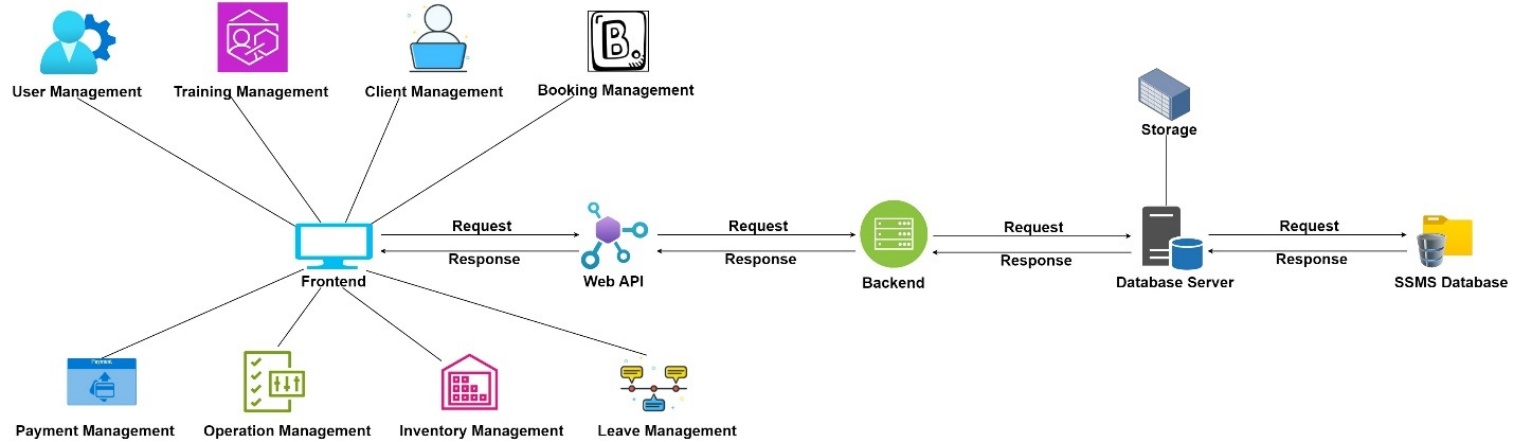 User Management
Training Management
Client Management
B.
Booking Management
Storage
Request
Request
Request
Request
Response
Response
Response
Response
Frontend
Web API
Backend
Database Server
SSMS Database
Payment
Payment Management
Operation Management
Inventory Management
Leave Management